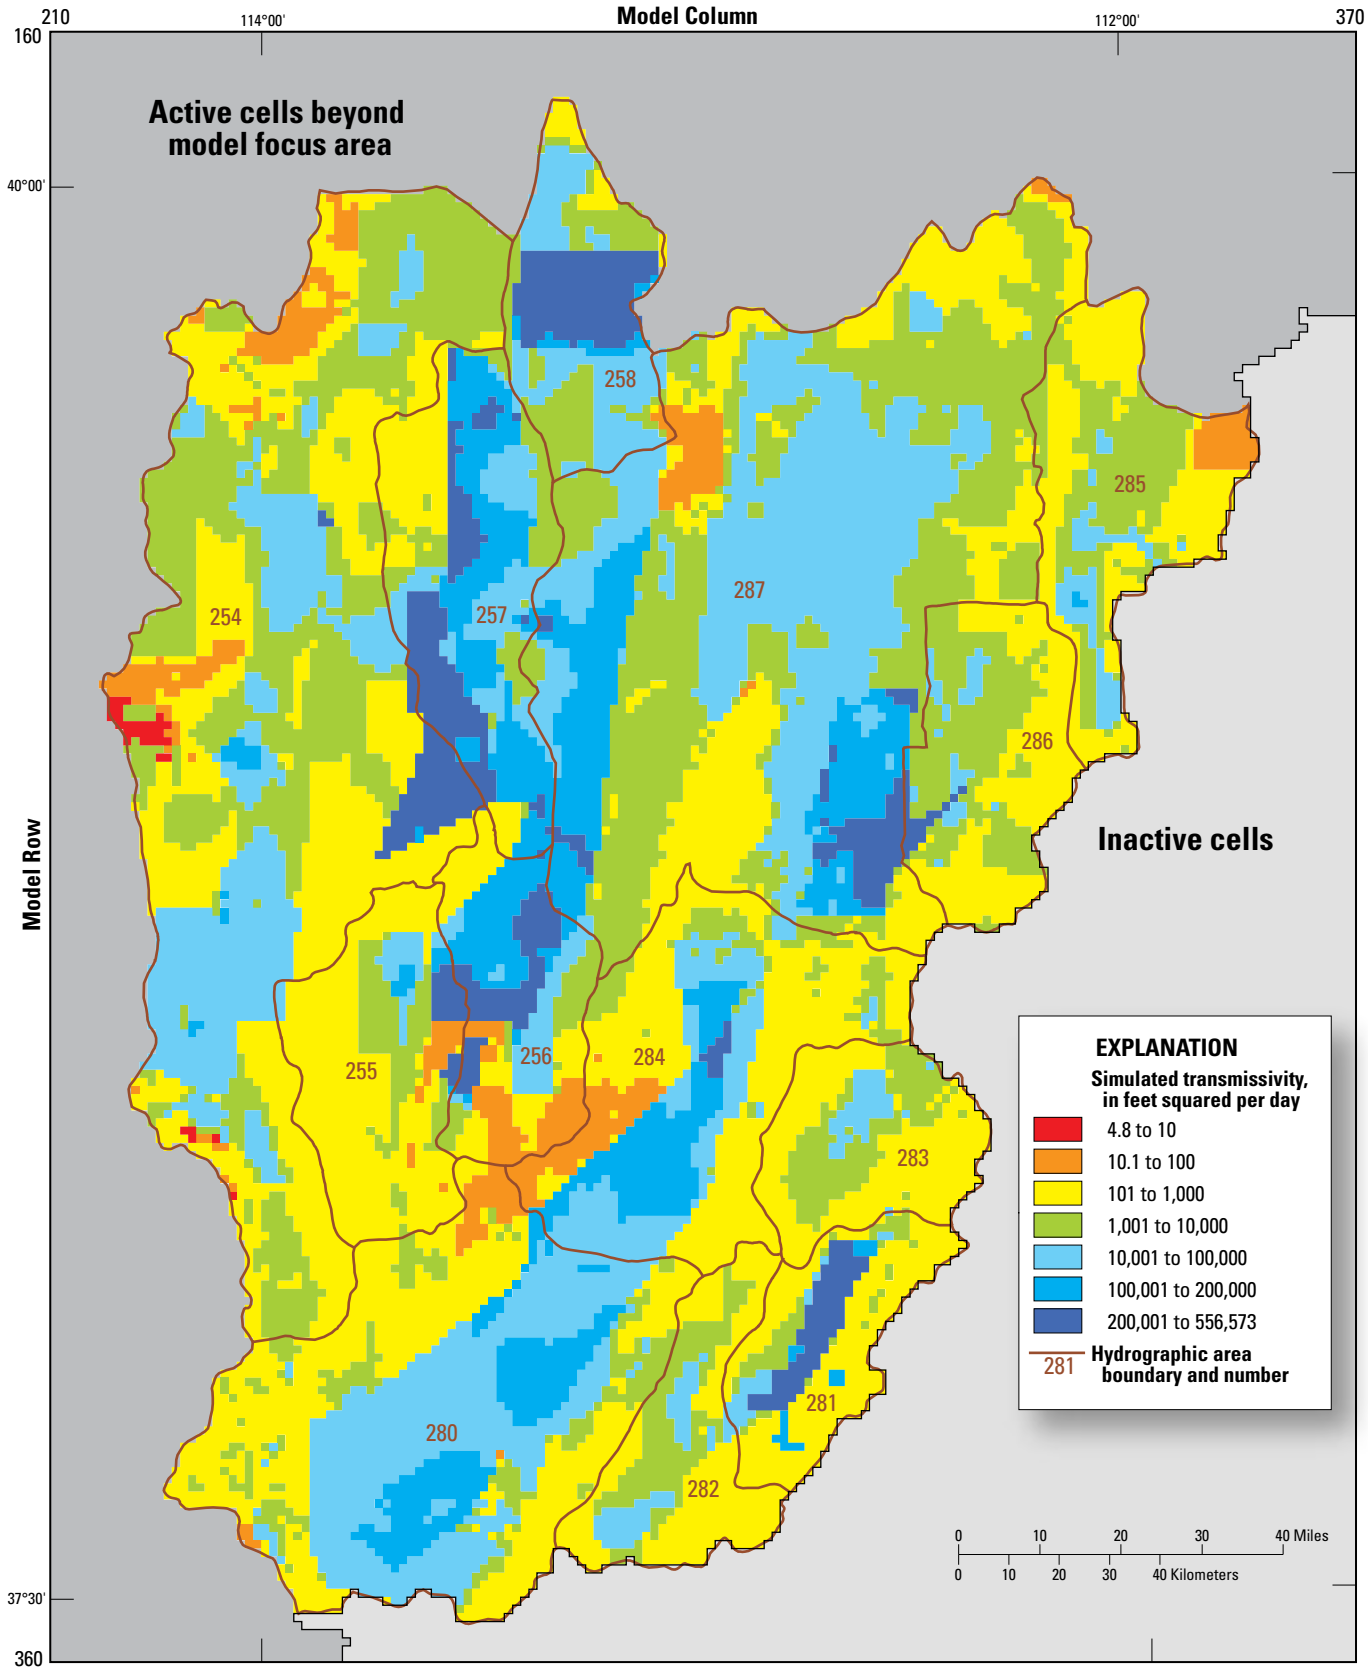 210
114°00'
Model Column
112°00'
370
160
Active cells beyond
model focus area
40°00'
258
285
287
254
257
286
Inactive cells
Model Row
255
256
284
283
281
280
282
EXPLANATION
Simulated transmissivity,
in feet squared per day
4.8 to 10
10.1 to 100
101 to 1,000
1,001 to 10,000
10,001 to 100,000
100,001 to 200,000
200,001 to 556,573
281
Hydrographic area
boundary and number
0 10 20 30 40 Miles
0 10 20 30 40 Kilometers
37°30'
360